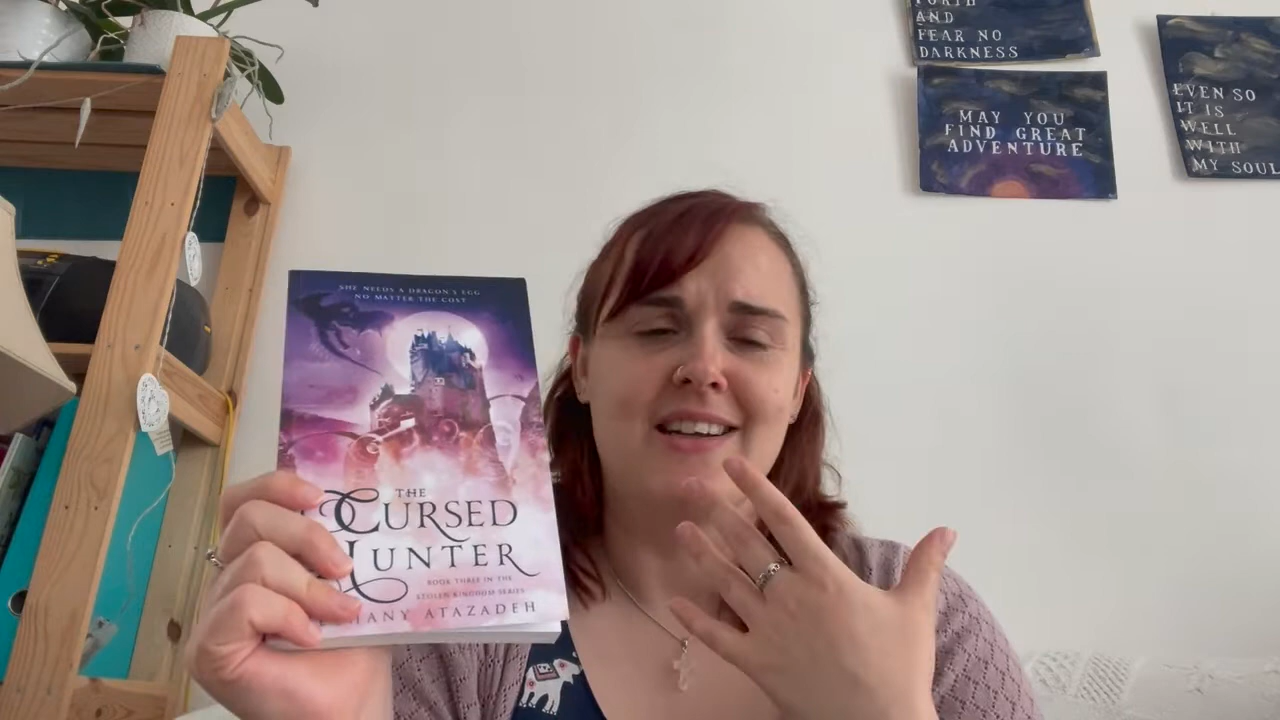 FORTH
AND
FEAR NO
DARKNESS
MAY YOU
FIND GREAT
ADVENTURE
EVEN SO
IT IS
WELL
WITH
MY SOUL
SHE NEEDS A DRAGON'S EGG
NO MATTER THE COST
THE
CURSED
HUNTER
BOOK THREE IN THE
STOLEN KINGDOM SERIES
ATAZADEH